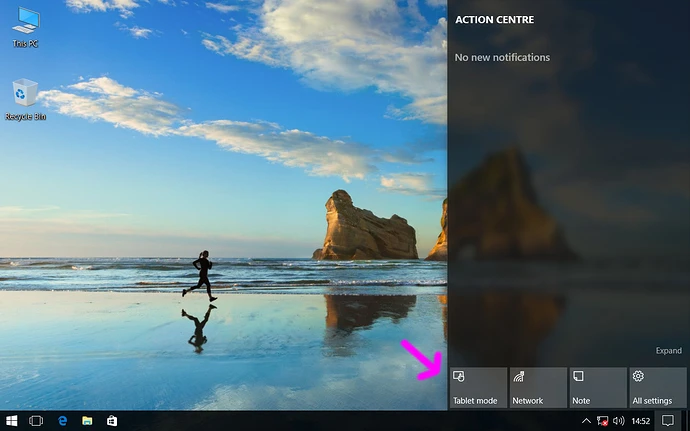 This PC
Recycle Bin
ACTION CENTRE
No new notifications
Expand
Tablet mode
Network
Note
All settings
14:52